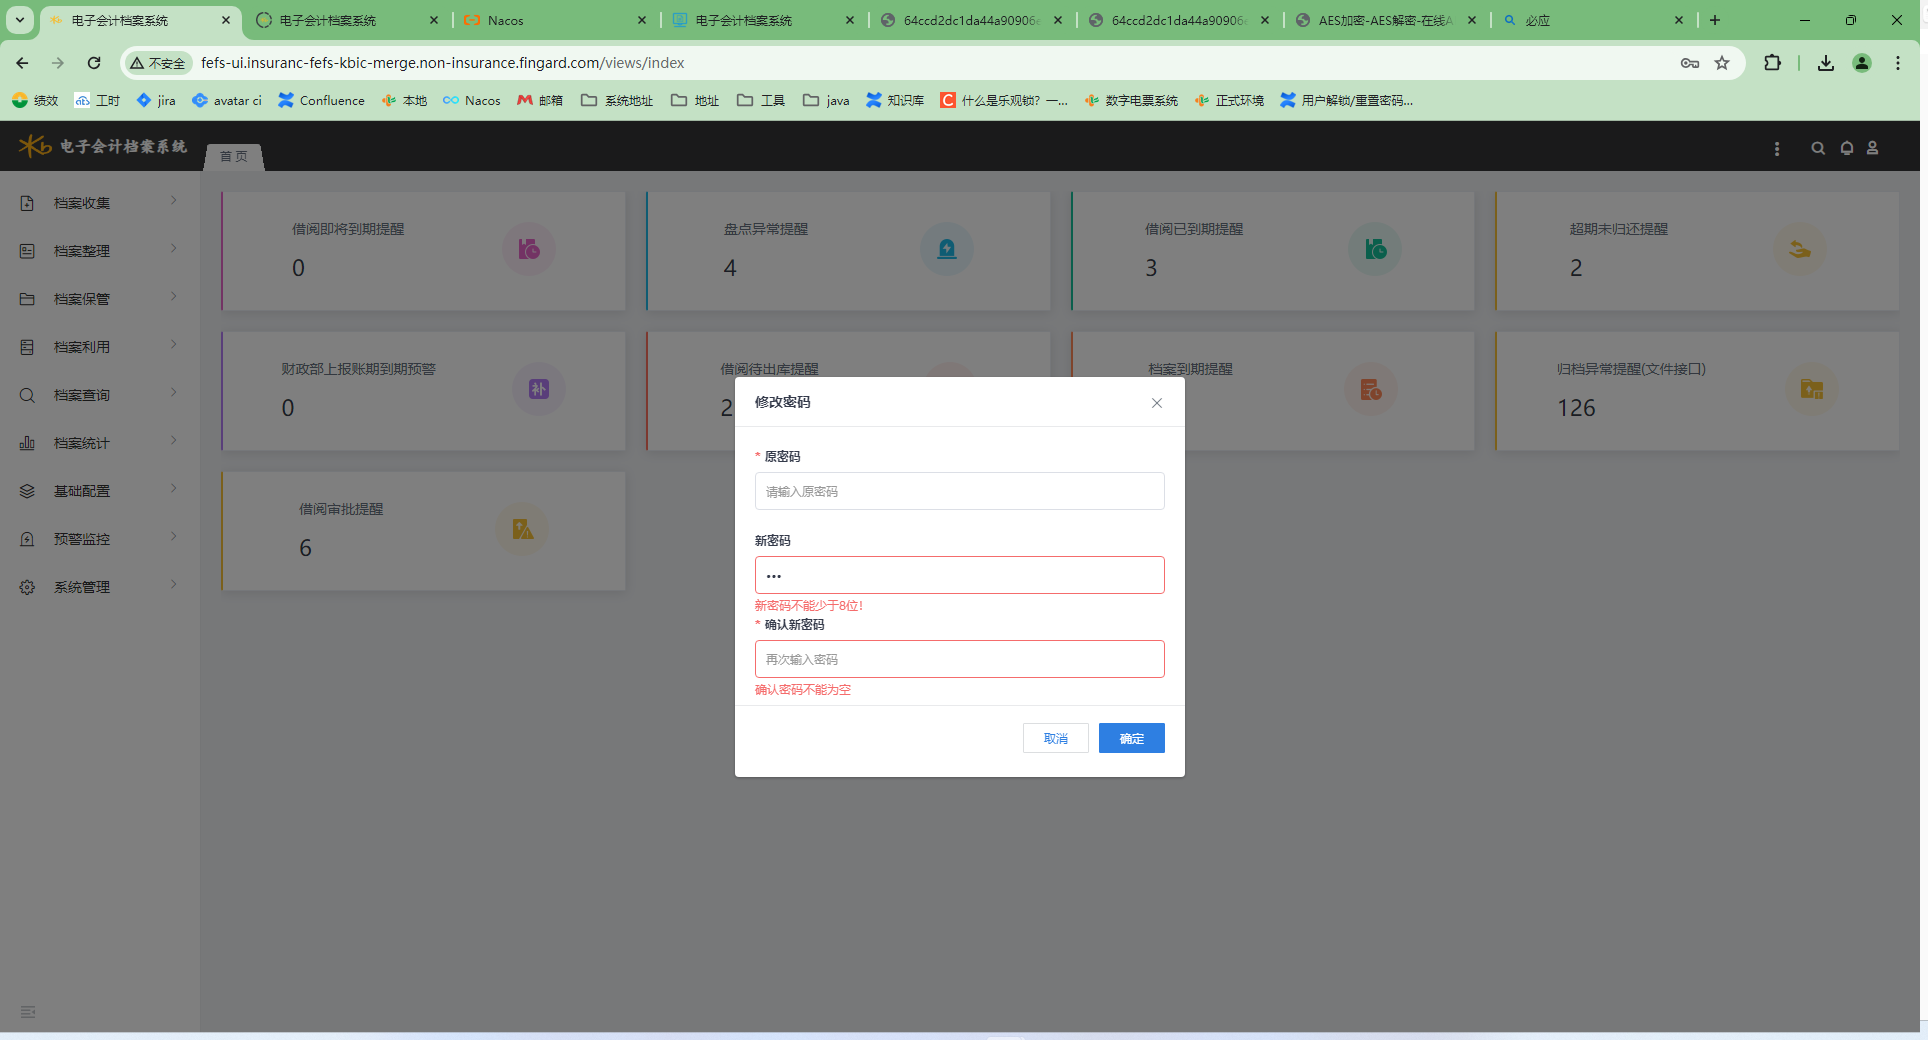 电子会计档案系统
电子会计档案系统
Nacos
电子会计档案系统
64ccd2dc1da44a90906
64ccd2dc1da44a90906
AES加密-AES解密-在线A
必应
不安全
fefs-ui.insuranc-fefs-kbic-merge.non-insurance.fingard.com/views/index
绩效
工时
jira
avatar ci
Confluence
本地
Nacos
邮箱
系统地址
地址
工具
java
知识库
什么是乐观锁？一...
数字电票系统
正式环境
用户解锁/重置密码...
电子会计档案系统
首页
档案收集
档案整理
档案保管
档案利用
档案查询
档案统计
基础配置
预警监控
系统管理
借阅即将到期提醒
0
盘点异常提醒
4
借阅已到期提醒
3
超期未归还提醒
2
财政部上报账期到期预警
0
补
借阅待出库提醒
2
档案到期提醒
归档异常提醒(文件接口)
126
借阅审批提醒
6
修改密码
* 原密码
请输入原密码
新密码
•••
新密码不能少于8位!
* 确认新密码
再次输入密码
确认密码不能为空
取消
确定